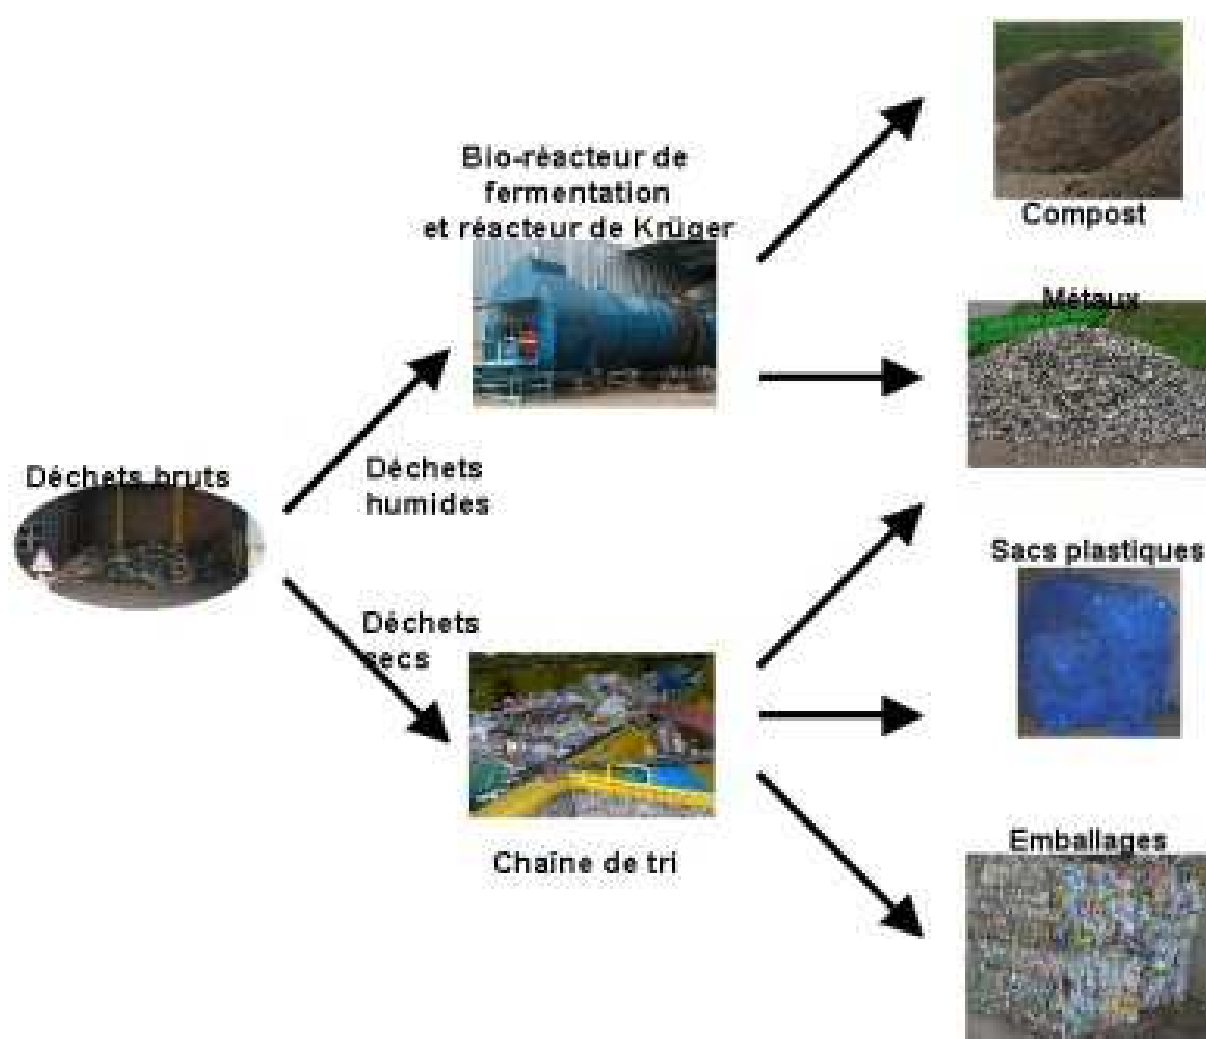 Bio-réacteur de
fermentation
et réacteur de Krüger
Compost
Métaux
Déchets bruts
Déchets
humides
Sacs plastiques
Déchets
secs
Emballages
Chaîne de tri